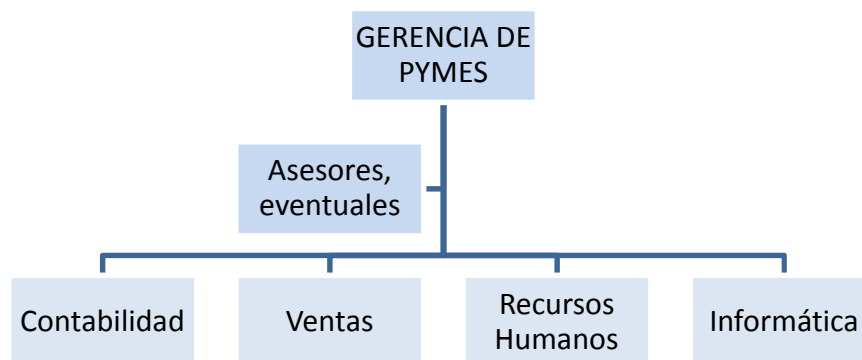 GERENCIA DE
PYMES
Asesores,
eventuales
Contabilidad
Ventas
Recursos
Humanos
Informática